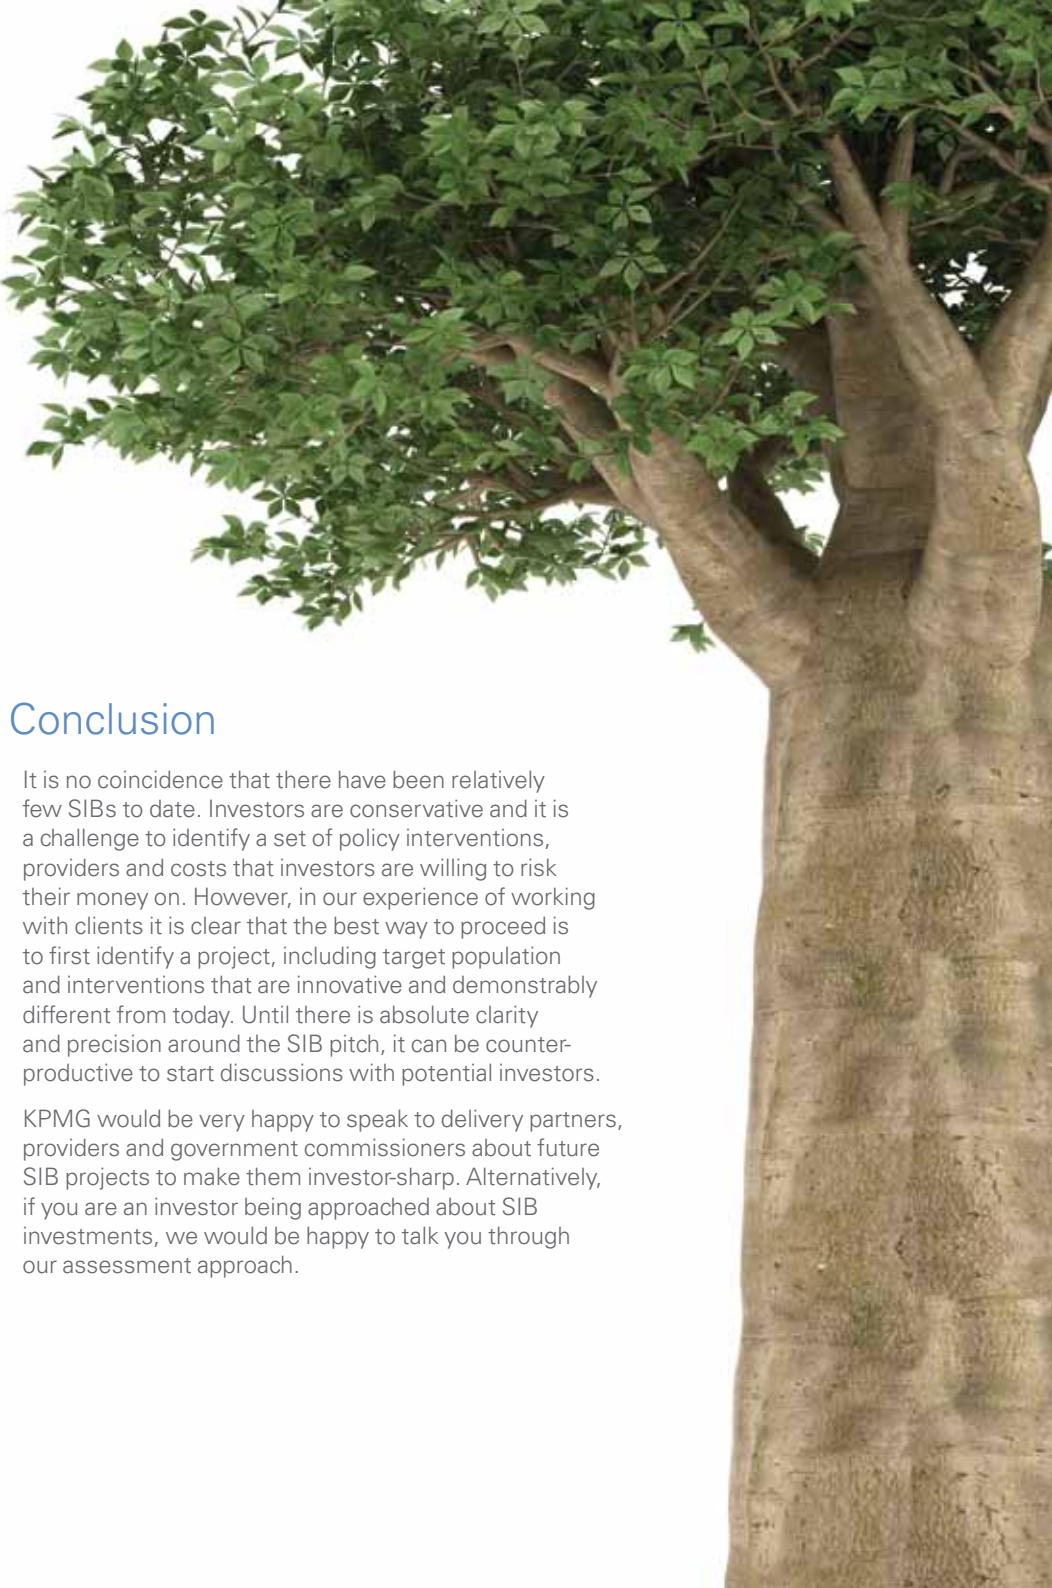 Conclusion
It is no coincidence that there have been relatively
few SIBs to date. Investors are conservative and it is
a challenge to identify a set of policy interventions,
providers and costs that investors are willing to risk
their money on. However, in our experience of working
with clients it is clear that the best way to proceed is
to first identify a project, including target population
and interventions that are innovative and demonstrably
different from today. Until there is absolute clarity
and precision around the SIB pitch, it can be counter-
productive to start discussions with potential investors.
KPMG would be very happy to speak to delivery partners,
providers and government commissioners about future
SIB projects to make them investor-sharp. Alternatively,
if you are an investor being approached about SIB
investments, we would be happy to talk you through
our assessment approach.